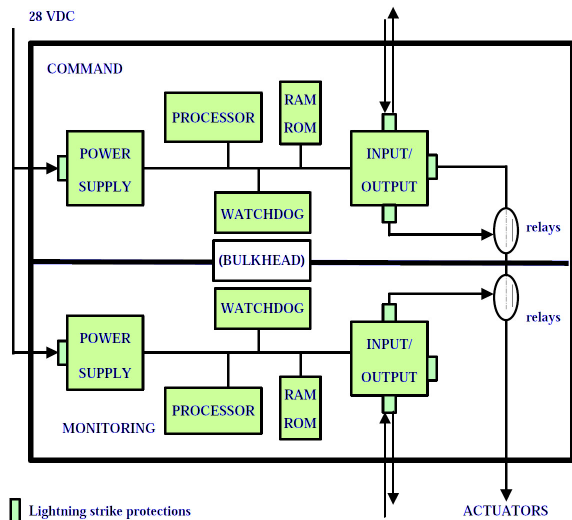 28 VDC
COMMAND
PROCESSOR
RAM
ROM
POWER
SUPPLY
INPUT/
OUTPUT
WATCHDOG
relays
(BULKHEAD)
WATCHDOG
relays
POWER
SUPPLY
INPUT/
OUTPUT
PROCESSOR
RAM
ROM
MONITORING
Lightning strike protections
ACTUATORS